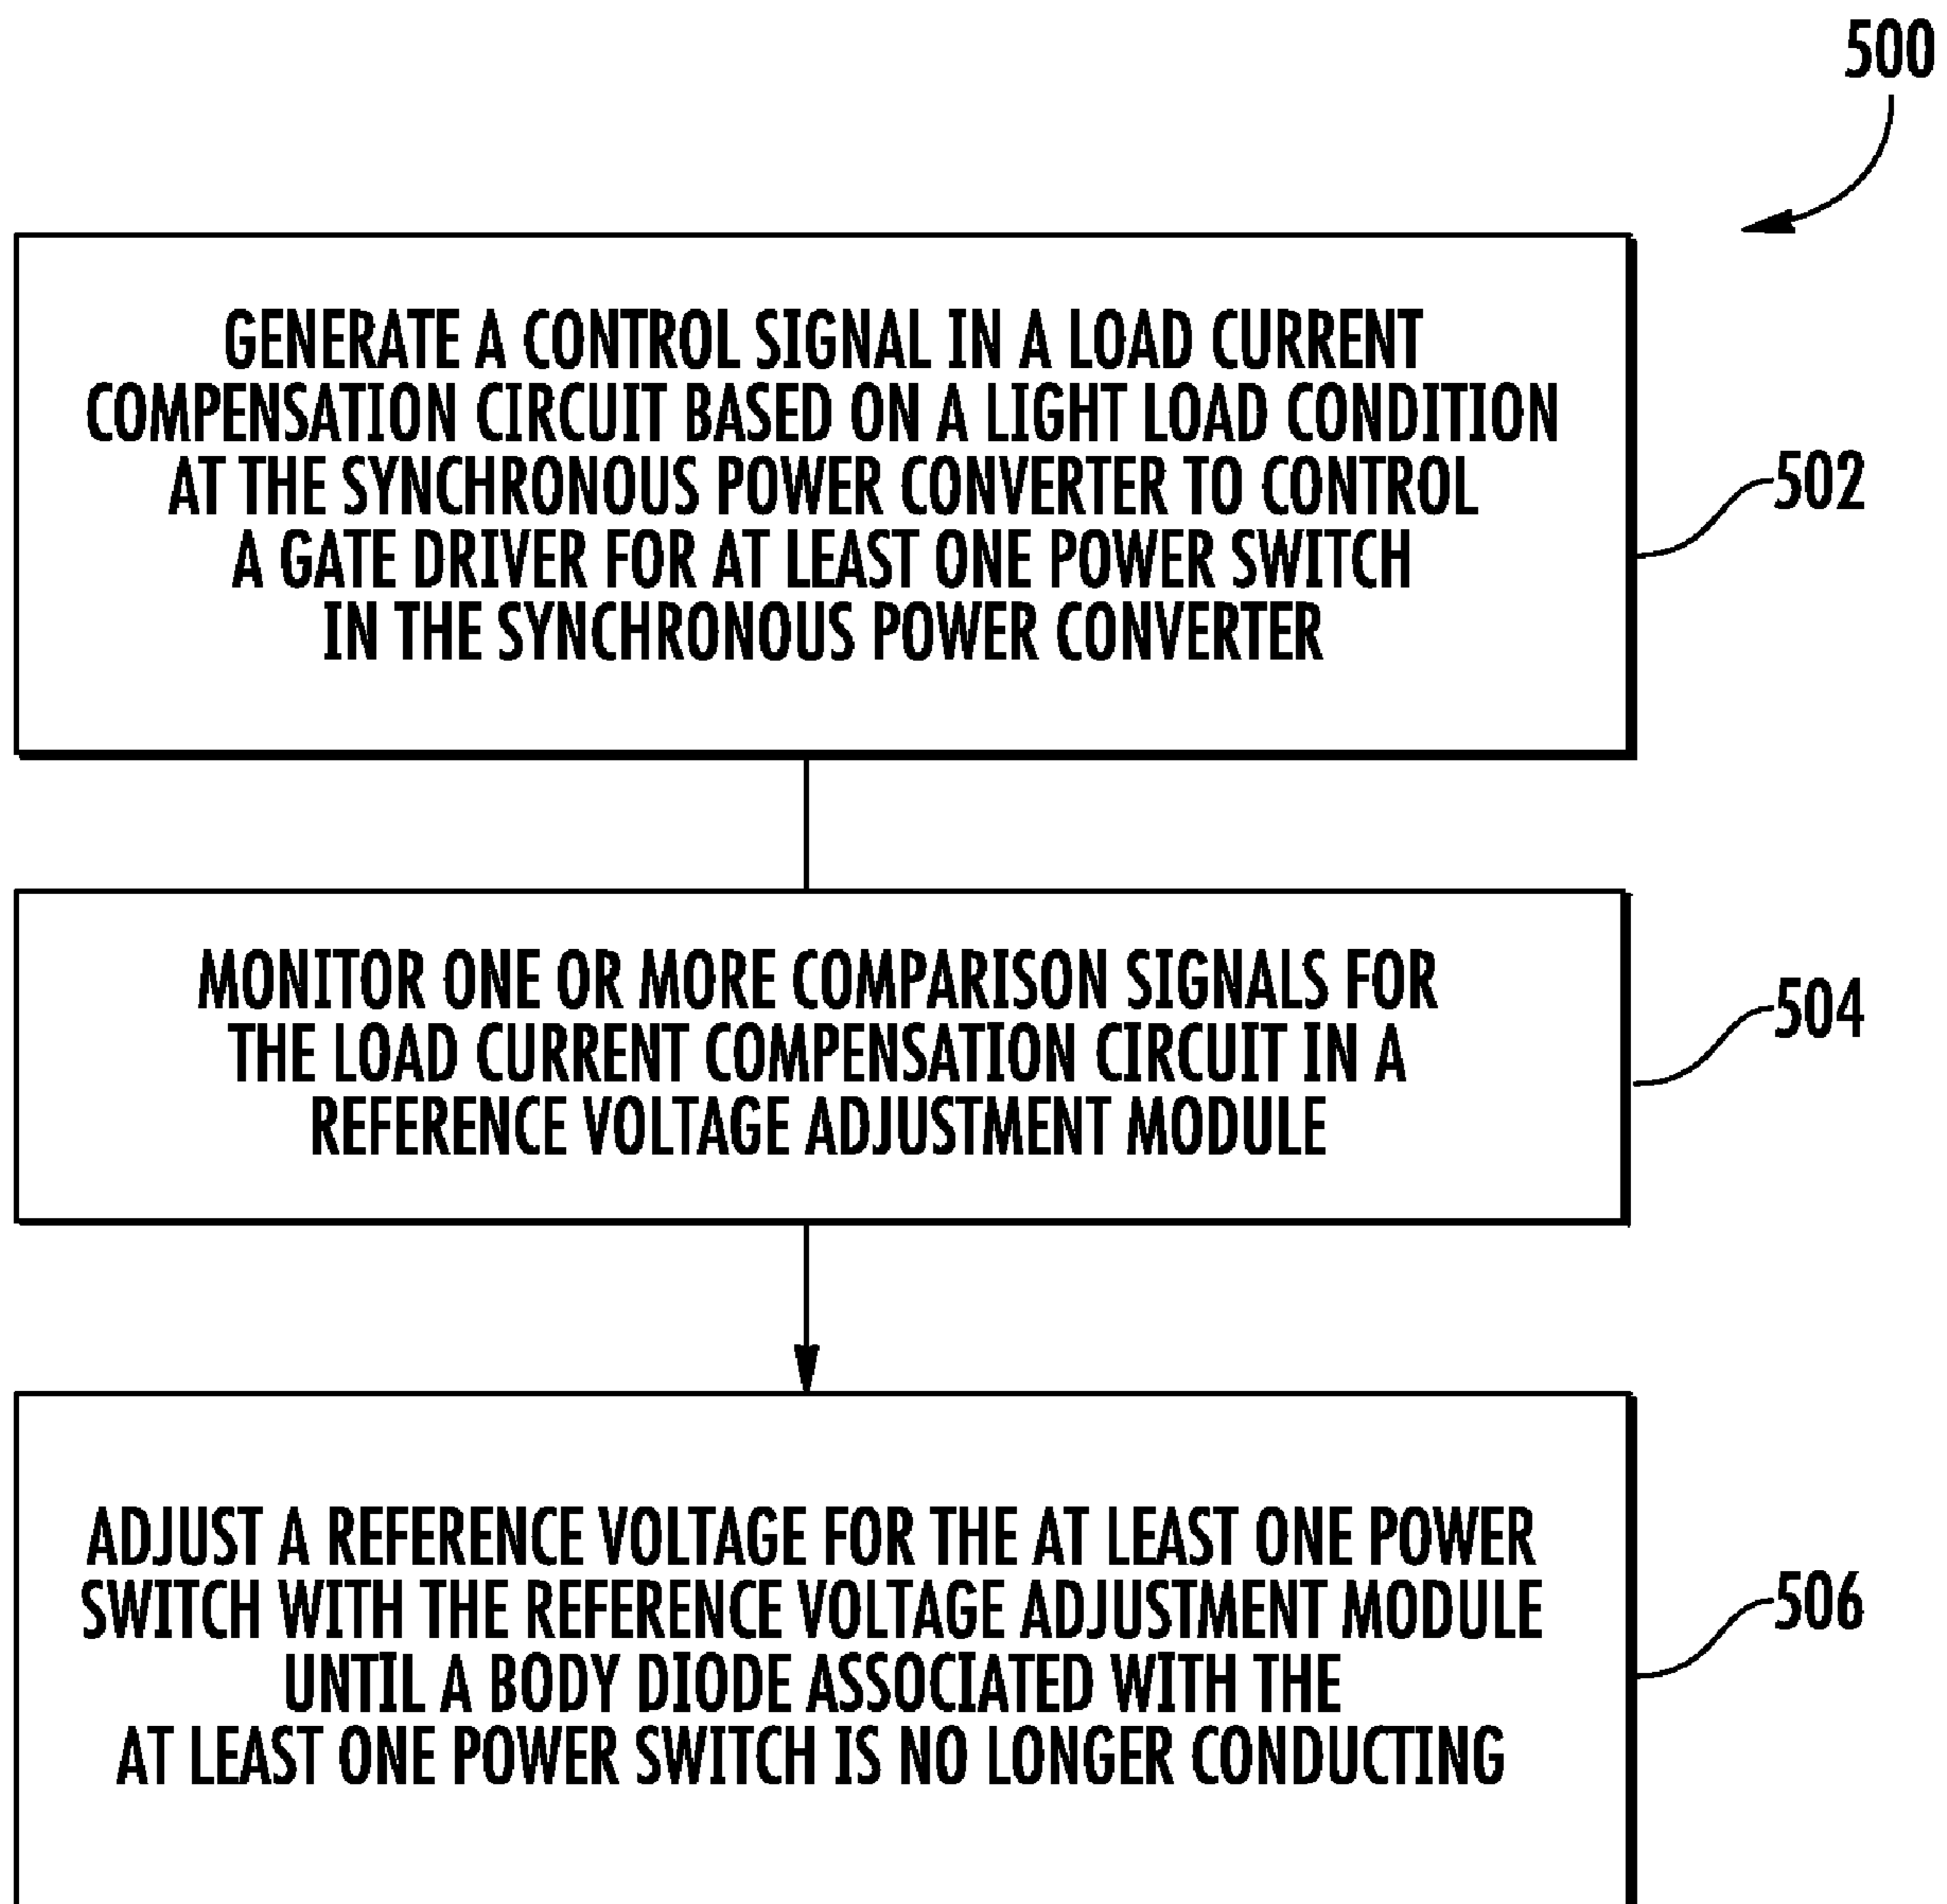 500
GENERATE A CONTROL SIGNAL IN A LOAD CURRENT
COMPENSATION CIRCUIT BASED ON A LIGHT LOAD CONDITION
AT THE SYNCHRONOUS POWER CONVERTER TO CONTROL
A GATE DRIVER FOR AT LEAST ONE POWER SWITCH
IN THE SYNCHRONOUS POWER CONVERTER
502
MONITOR ONE OR MORE COMPARISON SIGNALS FOR
THE LOAD CURRENT COMPENSATION CIRCUIT IN A
REFERENCE VOLTAGE ADJUSTMENT MODULE
504
ADJUST A REFERENCE VOLTAGE FOR THE AT LEAST ONE POWER
SWITCH WITH THE REFERENCE VOLTAGE ADJUSTMENT MODULE
UNTIL A BODY DIODE ASSOCIATED WITH THE
AT LEAST ONE POWER SWITCH IS NO LONGER CONDUCTING
506